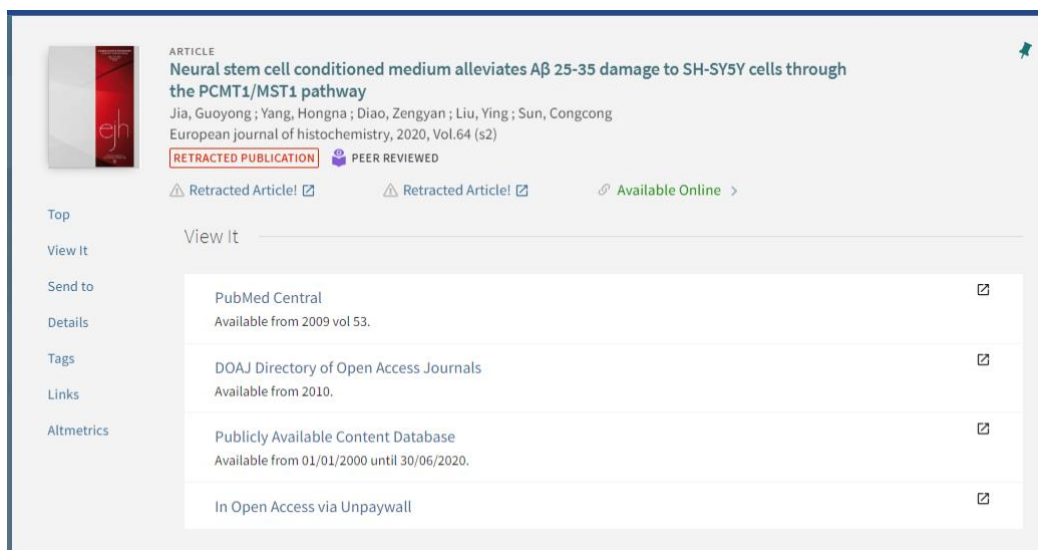 ejh
ARTICLE
Neural stem cell conditioned medium alleviates Aβ 25-35 damage to SH-SY5Y cells through
the PCMT1/MST1 pathway
Jia, Guoyong ; Yang, Hongna ; Diao, Zengyan ; Liu, Ying ; Sun, Congcong
European journal of histochemistry, 2020, Vol.64 (s2)
RETRACTED PUBLICATION PEER REVIEWED
Retracted Article! Retracted Article! Available Online
Top
View It
Send to
Details
Tags
Links
Altmetrics
View It
PubMed Central
Available from 2009 vol 53.
DOAJ Directory of Open Access Journals
Available from 2010.
Publicly Available Content Database
Available from 01/01/2000 until 30/06/2020.
In Open Access via Unpaywall